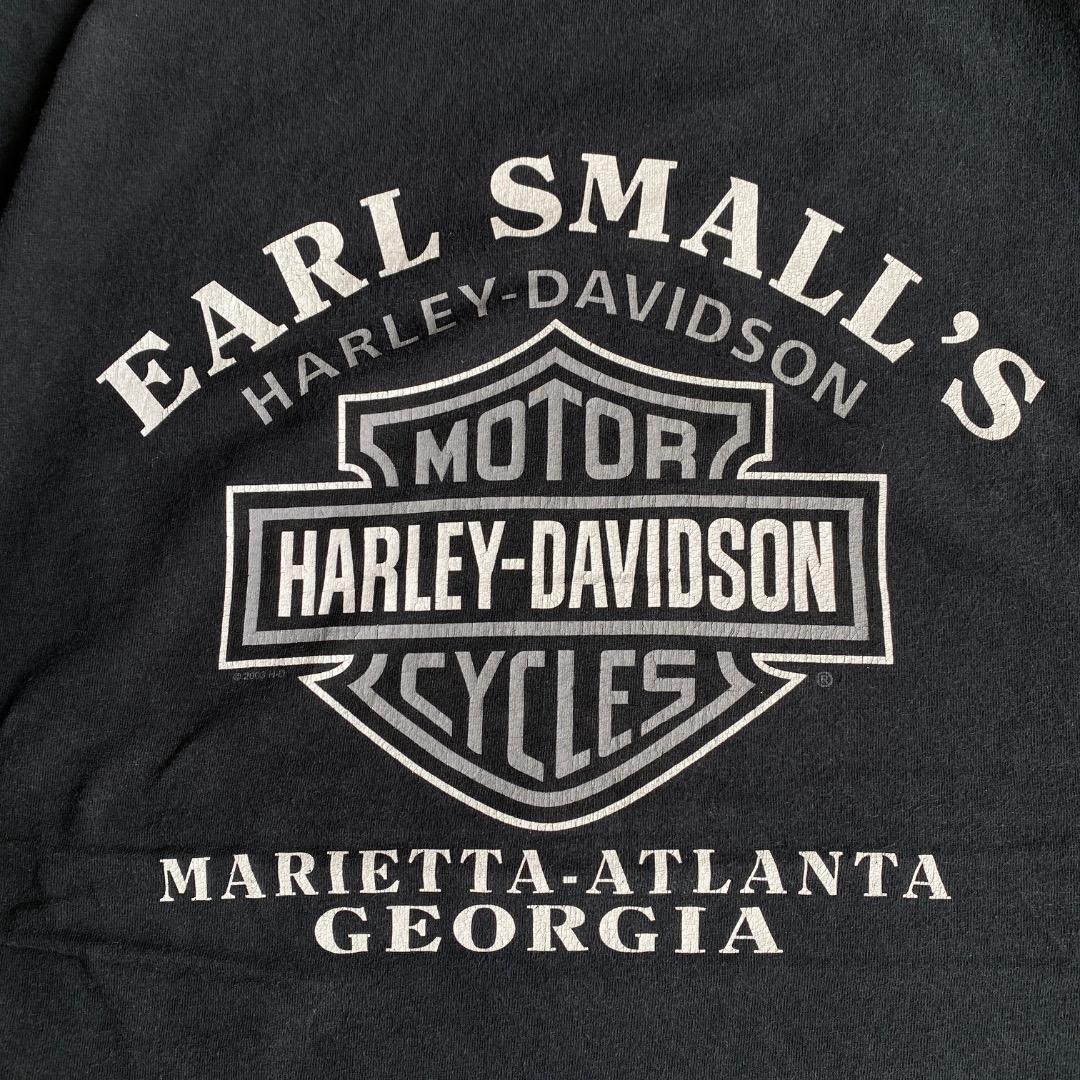 EARL SMALL'S
HARLEY-DAVIDSON
MOTOR
HARLEY-DAVIDSON
CYCLES
®
MARIETTA-ATLANTA
GEORGIA